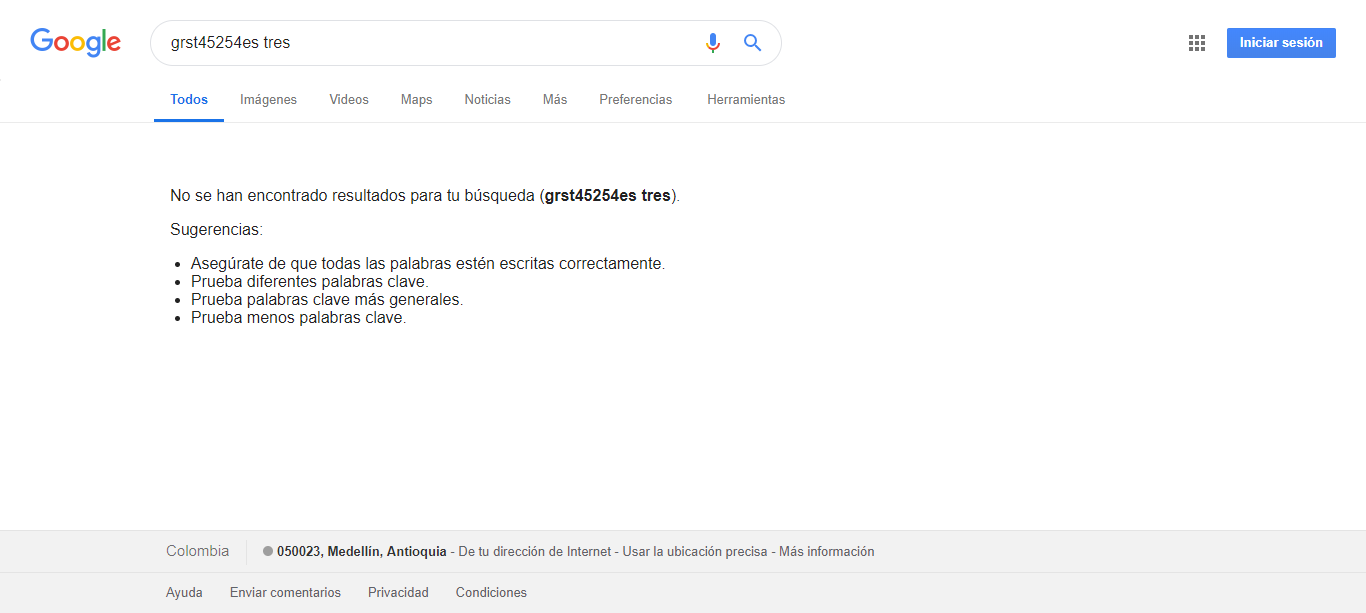 Google
grst45254es tres
Iniciar sesión
Todos Imágenes Videos Maps Noticias Más Preferencias Herramientas
No se han encontrado resultados para tu búsqueda (grst45254es tres).
Sugerencias:
Asegúrate de que todas las palabras estén escritas correctamente.
Prueba diferentes palabras clave.
Prueba palabras clave más generales.
Prueba menos palabras clave.
Colombia 050023, Medellín, Antioquia - De tu dirección de Internet - Usar la ubicación precisa - Más información
Ayuda Enviar comentarios Privacidad Condiciones